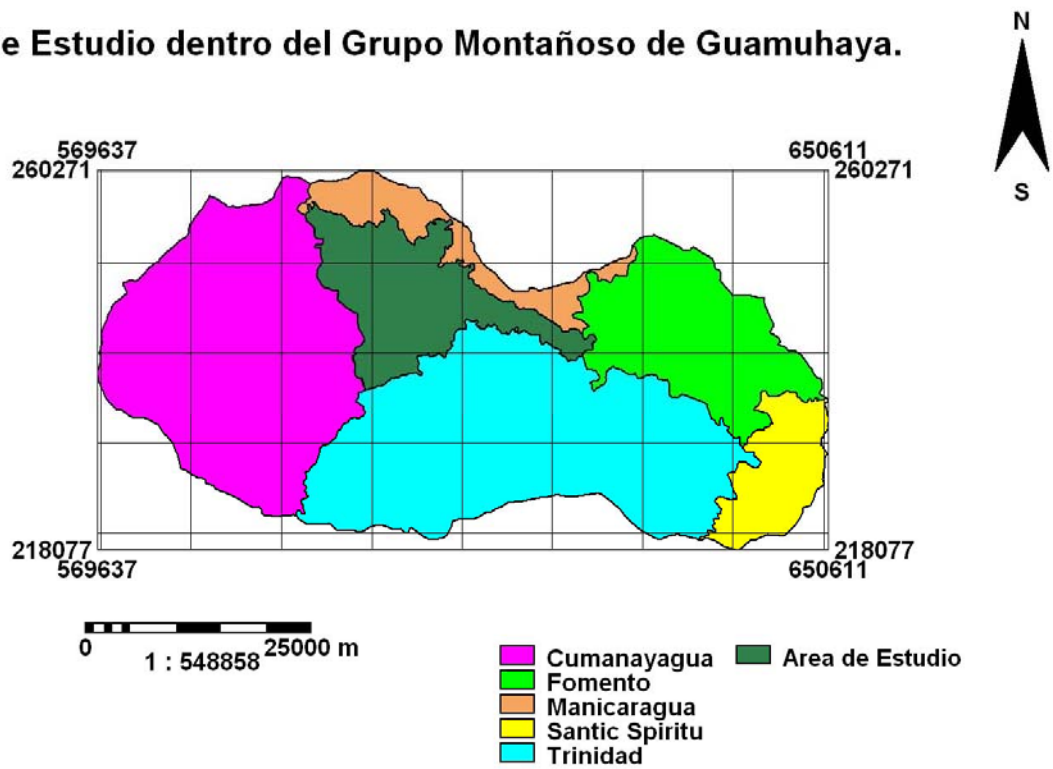 e Estudio dentro del Grupo Montañoso de Guamuhaya.
N
S
569637 650611
260271 260271
218077 218077
569637 650611
0 25000 m
1 : 548858
Cumanayagua Area de Estudio
Fomento
Manicaragua
Santic Spiritu
Trinidad